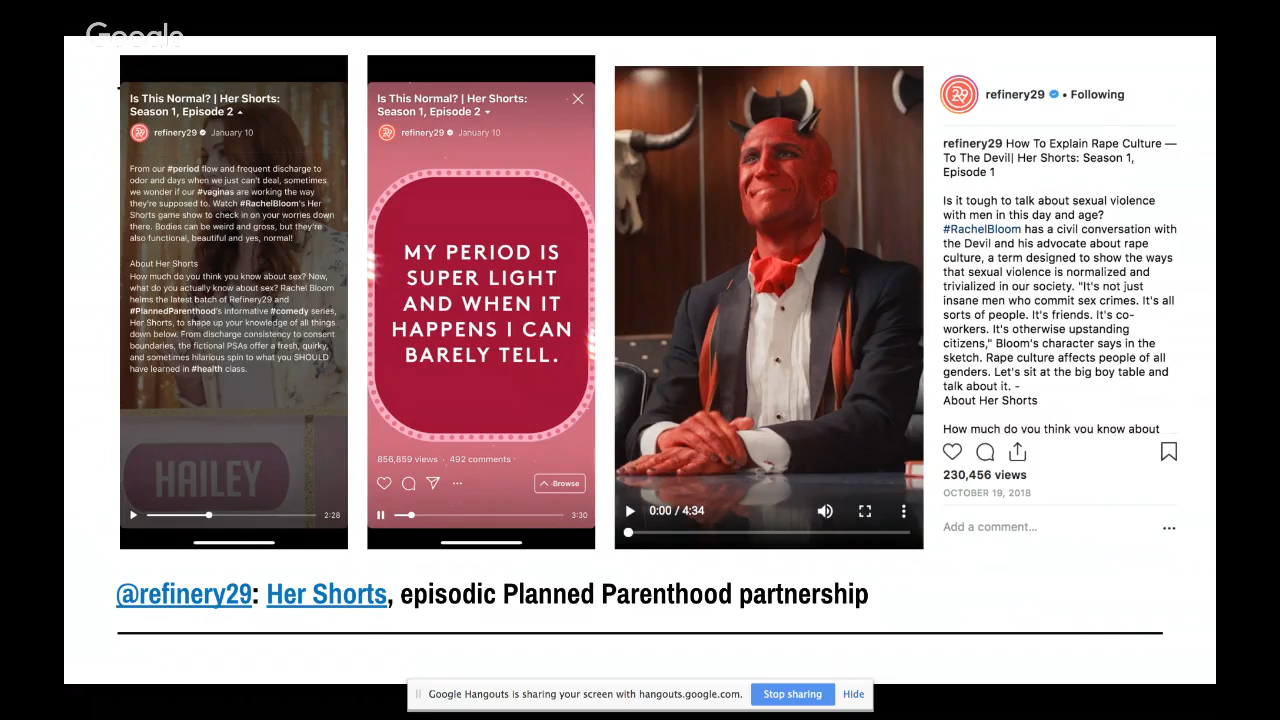 Google
Is This Normal? | Her Shorts:
Season 1, Episode 2
refinery29 January 10
From our #period flow and frequent discharge to
odor and days when we just can't deal, sometimes
we wonder if our #vaginas are working the way
they're supposed to. Watch #RachelBloom's Her
Shorts game show to check in on your worries down
there. Bodies can be weird and gross, but they're
also functional, beautiful and yes, normal!
About Her Shorts
How much do you think you know about sex? Now,
what do you actually know about sex? Rachel Bloom
helms the latest batch of Refinery29 and
#PlannedParenthood's informative #comedy series,
Her Shorts, to shape up your knowledge of all things
down below. From discharge consistency to consent
boundaries, the fictional PSAs offer a fresh, quirky,
and sometimes hilarious spin to what you SHOULD
have learned in #health class.
HAILEY
2:28
Is This Normal? | Her Shorts:
Season 1, Episode 2
refinery29 January 10
MY PERIOD IS
SUPER LIGHT
AND WHEN IT
HAPPENS I CAN
BARELY TELL.
856,859 views · 492 comments
Browse
3:30
0:00 / 4:34
R29
refinery29 • Following
refinery29 How To Explain Rape Culture —
To The Devil| Her Shorts: Season 1,
Episode 1
Is it tough to talk about sexual violence
with men in this day and age?
#RachelBloom has a civil conversation with
the Devil and his advocate about rape
culture, a term designed to show the ways
that sexual violence is normalized and
trivialized in our society. "It's not just
insane men who commit sex crimes. It's all
sorts of people. It's friends. It's co-
workers. It's otherwise upstanding
citizens," Bloom's character says in the
sketch. Rape culture affects people of all
genders. Let's sit at the big boy table and
talk about it. -
About Her Shorts
How much do you think you know about
230,456 views
OCTOBER 19, 2018
Add a comment...
@refinery29: Her Shorts, episodic Planned Parenthood partnership
Google Hangouts is sharing your screen with hangouts.google.com. Stop sharing Hide